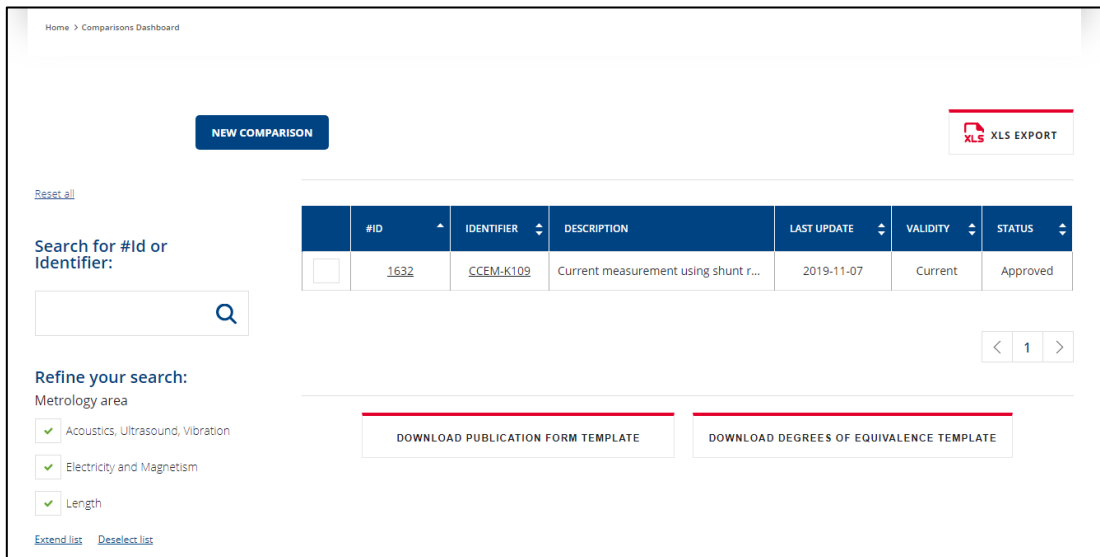 Home > Comparisons Dashboard
NEW COMPARISON
XLS XLS EXPORT
Reset all
Search for #Id or
Identifier:
Refine your search:
Metrology area
Acoustics, Ultrasound, Vibration
Electricity and Magnetism
Length
Extend list Deselect list
#ID IDENTIFIER DESCRIPTION LAST UPDATE VALIDITY STATUS
1632 CCEM-K109 Current measurement using shunt r... 2019-11-07 Current Approved
< 1 >
DOWNLOAD PUBLICATION FORM TEMPLATE DOWNLOAD DEGREES OF EQUIVALENCE TEMPLATE